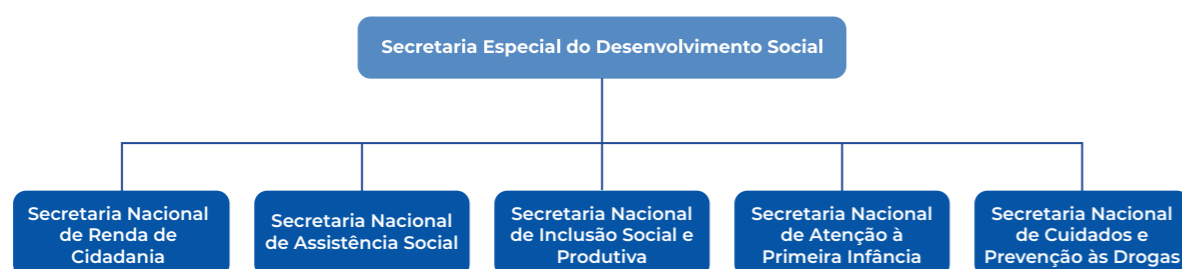 Secretaria Especial do Desenvolvimento Social
Secretaria Nacional
de Renda de
Cidadania
Secretaria Nacional
de Assistência Social
Secretaria Nacional
de Inclusão Social e
Produtiva
Secretaria Nacional
de Atenção à
Primeira Infância
Secretaria Nacional
de Cuidados e
Prevenção às Drogas